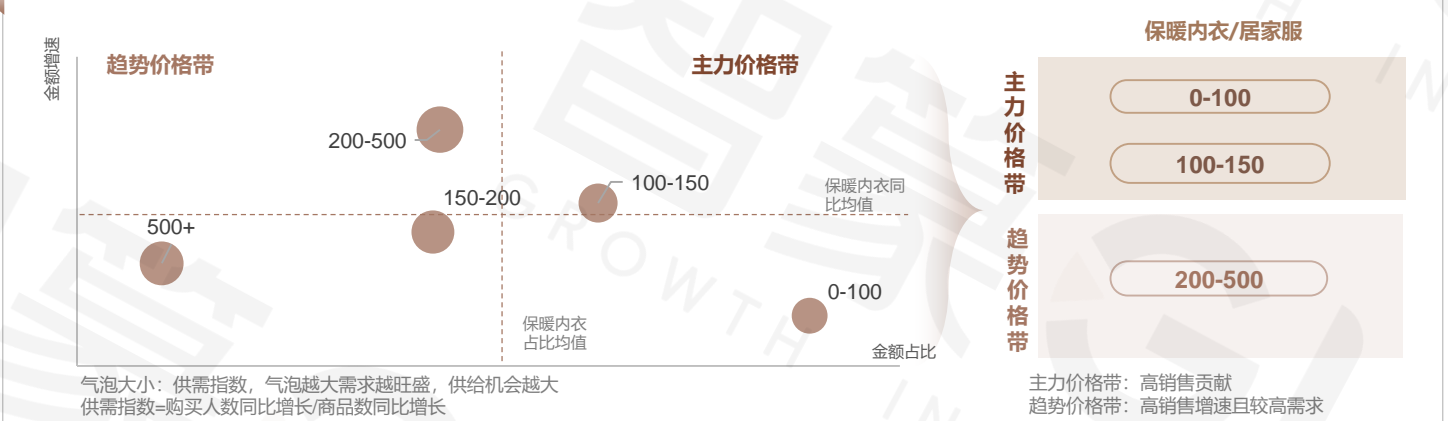 金额增速
趋势价格带
主力价格带
200-500
150-200
100-150
保暖内衣同
比均值
500+
0-100
保暖内衣
占比均值
金额占比
气泡大小：供需指数，气泡越大需求越旺盛，供给机会越大
供需指数=购买人数同比增长/商品数同比增长
保暖内衣/居家服
主力价格带
0-100
100-150
趋势价格带
200-500
主力价格带：高销售贡献
趋势价格带：高销售增速且较高需求
GROWTH
IN
IN